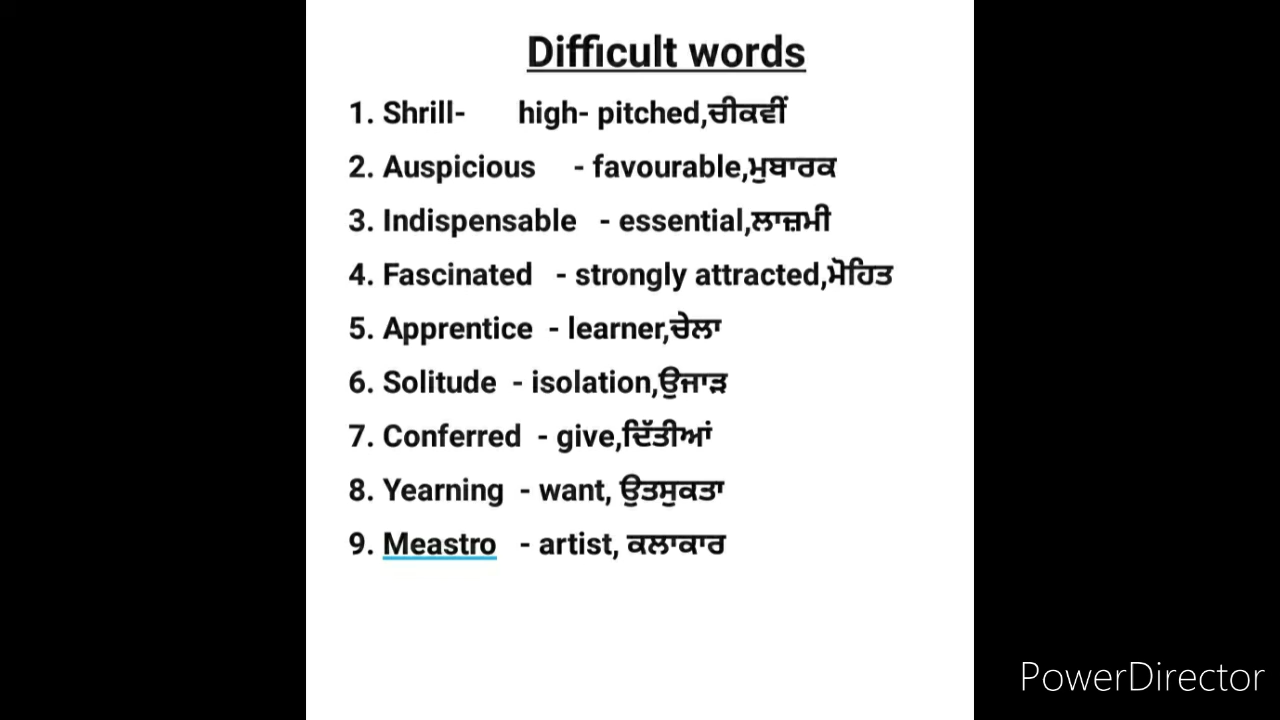 Difficult words
1. Shrill- high- pitched,ਚੀਕਵੀਂ
2. Auspicious - favourable,ਮੁਬਾਰਕ
3. Indispensable - essential,ਲਾਜ਼ਮੀ
4. Fascinated - strongly attracted,ਮੋਹਿਤ
5. Apprentice - learner,ਚੇਲਾ
6. Solitude - isolation,ਉਜਾੜ
7. Conferred - give,ਦਿੱਤੀਆਂ
8. Yearning - want, ਉਤਸੁਕਤਾ
9. Meastro - artist, ਕਲਾਕਾਰ
PowerDirector